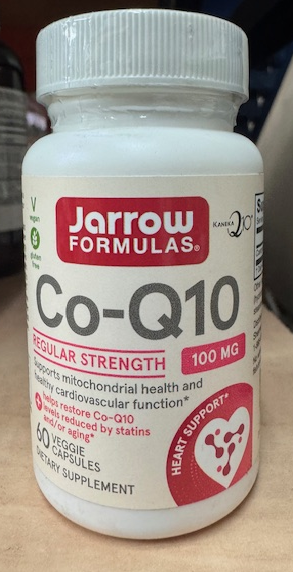 Jarrow
FORMULAS®
V
vegan
gluten
free
KANEKA Q10
Co-Q10
REGULAR STRENGTH
100 MG
Supports mitochondrial health and
healthy cardiovascular function*
+ helps restore Co-Q10
levels reduced by statins
and/or aging*
60 VEGGIE
CAPSULES
DIETARY SUPPLEMENT
HEART SUPPORT*